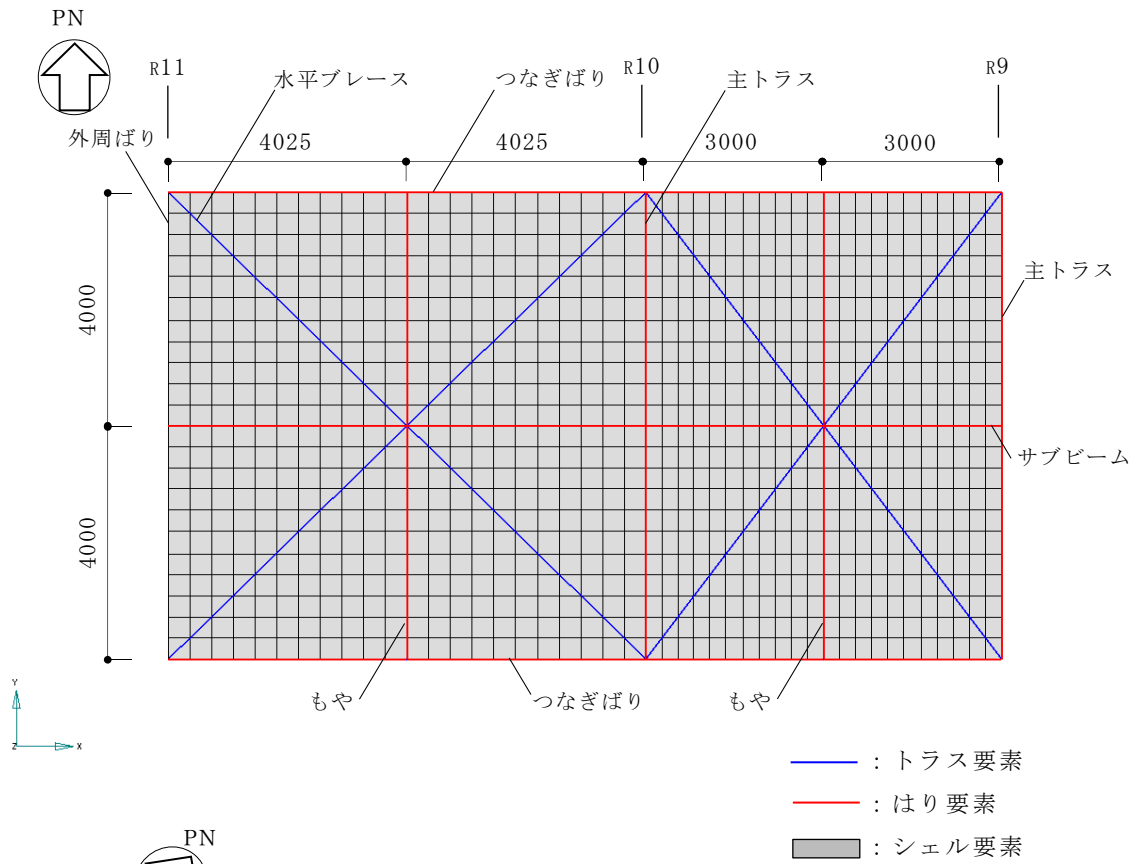 PN
R11
水平ブレース
つなぎばり
R10
主トラス
R9
外周ばり
4025
4025
3000
3000
主トラス
4000
サブビーム
4000
もや
つなぎばり
もや
Y
Z
X
：トラス要素
：はり要素
PN
：シェル要素